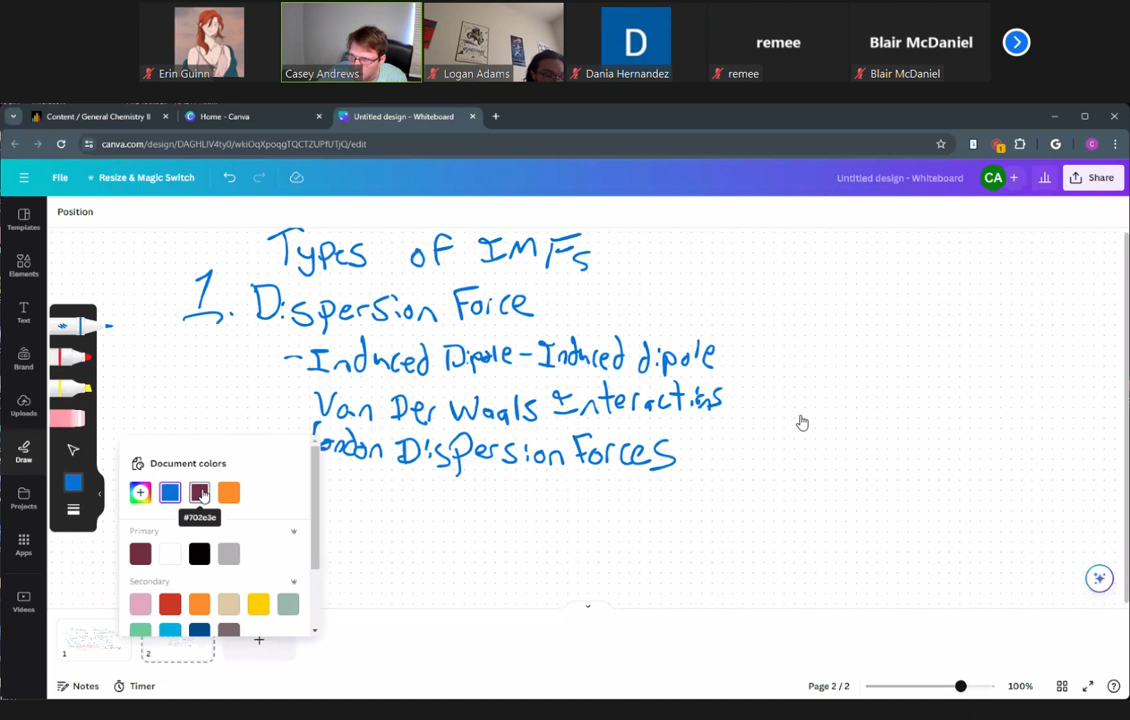 Erin Guinn
Casey Andrews
Logan Adams
D
Dania Hernandez
remee
remee
Blair McDaniel
Blair McDaniel
Content / General Chemistry II
Home - Canva
Untitled design - Whiteboard
canva.com/design/DAGHLIV4ty0/wkiOqXpoqgTQCTZUPfUTjQ/edit
File
Resize & Magic Switch
Untitled design - Whiteboard
CA
Share
Position
Templates
Elements
Text
Brand
Uploads
Draw
Projects
Apps
Videos
Types of IMFs
1. Dispersion Force
- Induced Dipole - Induced dipole
Van Der Waals Interactions
London Dispersion Forces
Document colors
#702e3e
Primary
Secondary
1
2
Notes
Timer
Page 2 / 2
100%